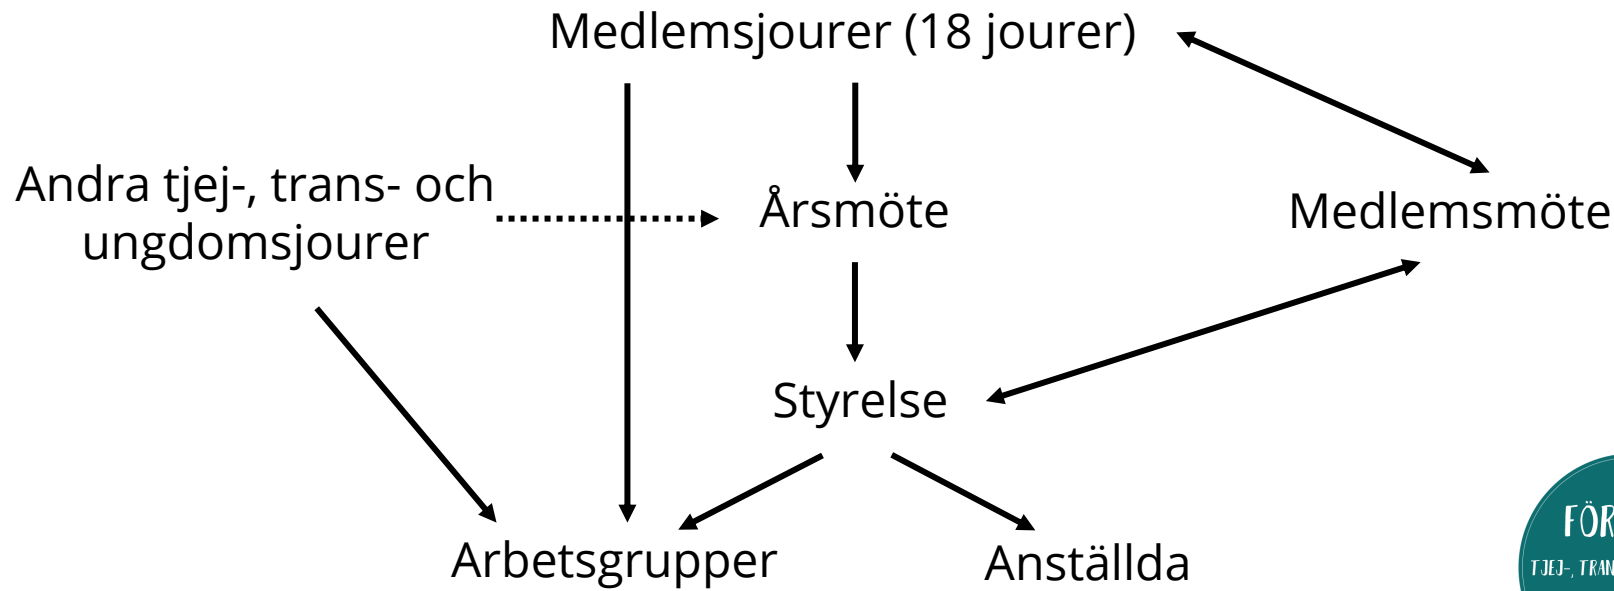 Medlemsjourer (18 jourer)
Andra tjej-, trans- och
ungdomsjourer
Årsmöte
Medlemsmöte
Styrelse
Arbetsgrupper
Anställda